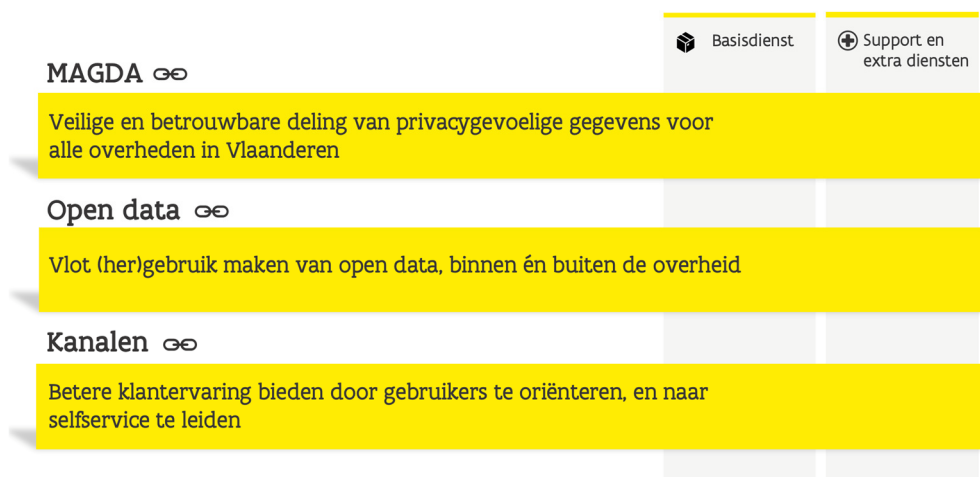 Basisdienst
Support en
extra diensten
MAGDA
Veilige en betrouwbare deling van privacygevoelige gegevens voor
alle overheden in Vlaanderen
Open data
Vlot (her)gebruik maken van open data, binnen én buiten de overheid
Kanalen
Betere klantervaring bieden door gebruikers te oriënteren, en naar
selfservice te leiden